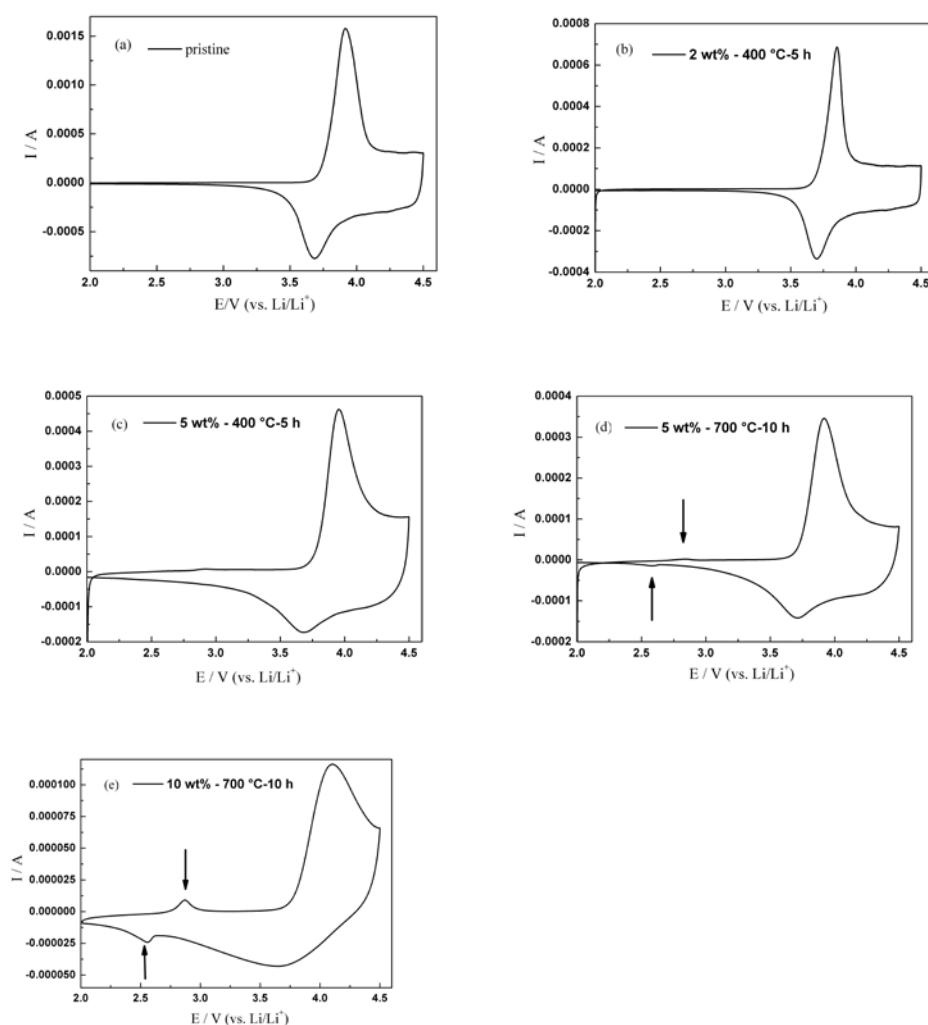 (a) pristine
0.0015
0.0010
0.0005
0.0000
-0.0005
I / A
2.0 2.5 3.0 3.5 4.0 4.5
E/V (vs. Li/Li⁺)
(b) 2 wt% - 400 °C-5 h
0.0008
0.0006
0.0004
0.0002
0.0000
-0.0002
-0.0004
I / A
2.0 2.5 3.0 3.5 4.0 4.5
E / V (vs. Li/Li⁺)
(c) 5 wt% - 400 °C-5 h
0.0005
0.0004
0.0003
0.0002
0.0001
0.0000
-0.0001
-0.0002
I / A
2.0 2.5 3.0 3.5 4.0 4.5
E / V (vs. Li/Li⁺)
(d) 5 wt% - 700 °C-10 h
0.0004
0.0003
0.0002
0.0001
0.0000
-0.0001
-0.0002
I / A
2.0 2.5 3.0 3.5 4.0 4.5
E / V (vs. Li/Li⁺)
(e) 10 wt% - 700 °C-10 h
0.000100
0.000075
0.000050
0.000025
0.000000
-0.000025
-0.000050
I / A
2.0 2.5 3.0 3.5 4.0 4.5
E / V (vs. Li/Li⁺)